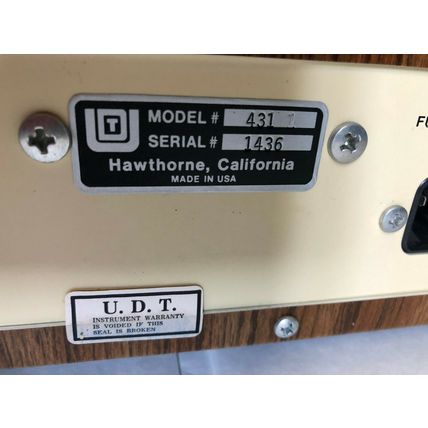 UDT
MODEL # 431
SERIAL # 1436
Hawthorne, California
MADE IN USA
FU
U. D. T.
INSTRUMENT WARRANTY
IS VOIDED IF THIS
SEAL IS BROKEN